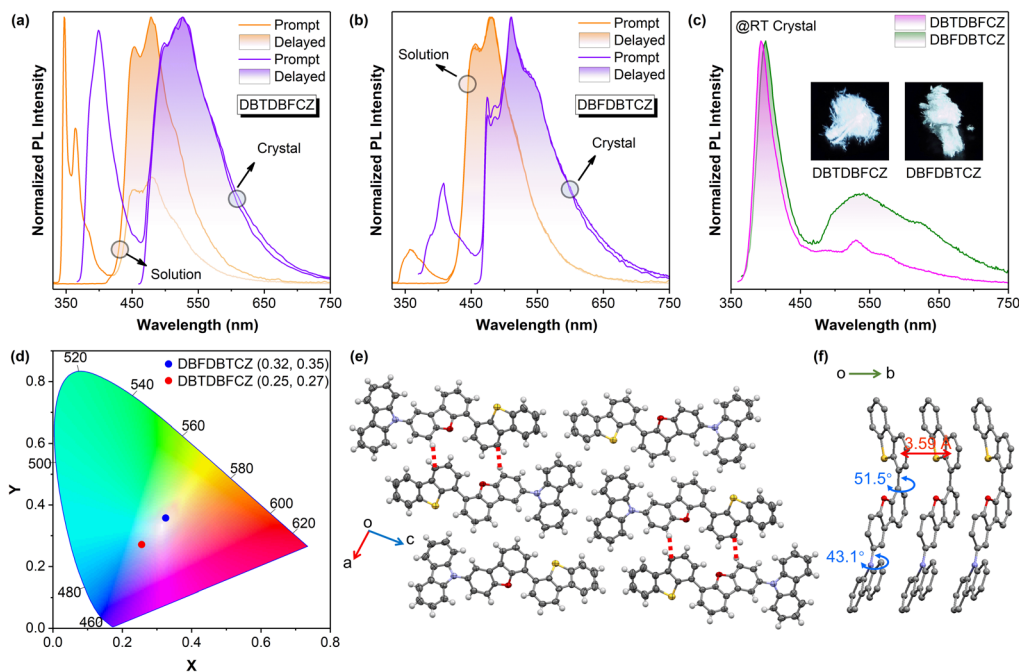 (a)
Prompt
Delayed
Prompt
Delayed
DBTDBFCZ
Crystal
Solution
Normalized PL Intensity
330 450 550 650 750
Wavelength (nm)
(b)
Prompt
Delayed
Prompt
Delayed
DBFDBTCZ
Solution
Crystal
Normalized PL Intensity
330 450 550 650 750
Wavelength (nm)
(c)
@RT Crystal
DBTDBFCZ
DBFDBTCZ
DBTDBFCZ DBFDBTCZ
Normalized PL Intensity
360 450 550 650 750
Wavelength (nm)
(d)
DBFDBTCZ (0.32, 0.35)
DBTDBFCZ (0.25, 0.27)
520
540
560
580
600
620
500
480
460
0.8
0.6
0.4
0.2
0.0
Y
0.0 0.2 0.4 0.6 0.8
X
(e)
o
a
c
(f)
o b
3.59 Å
51.5°
43.1°